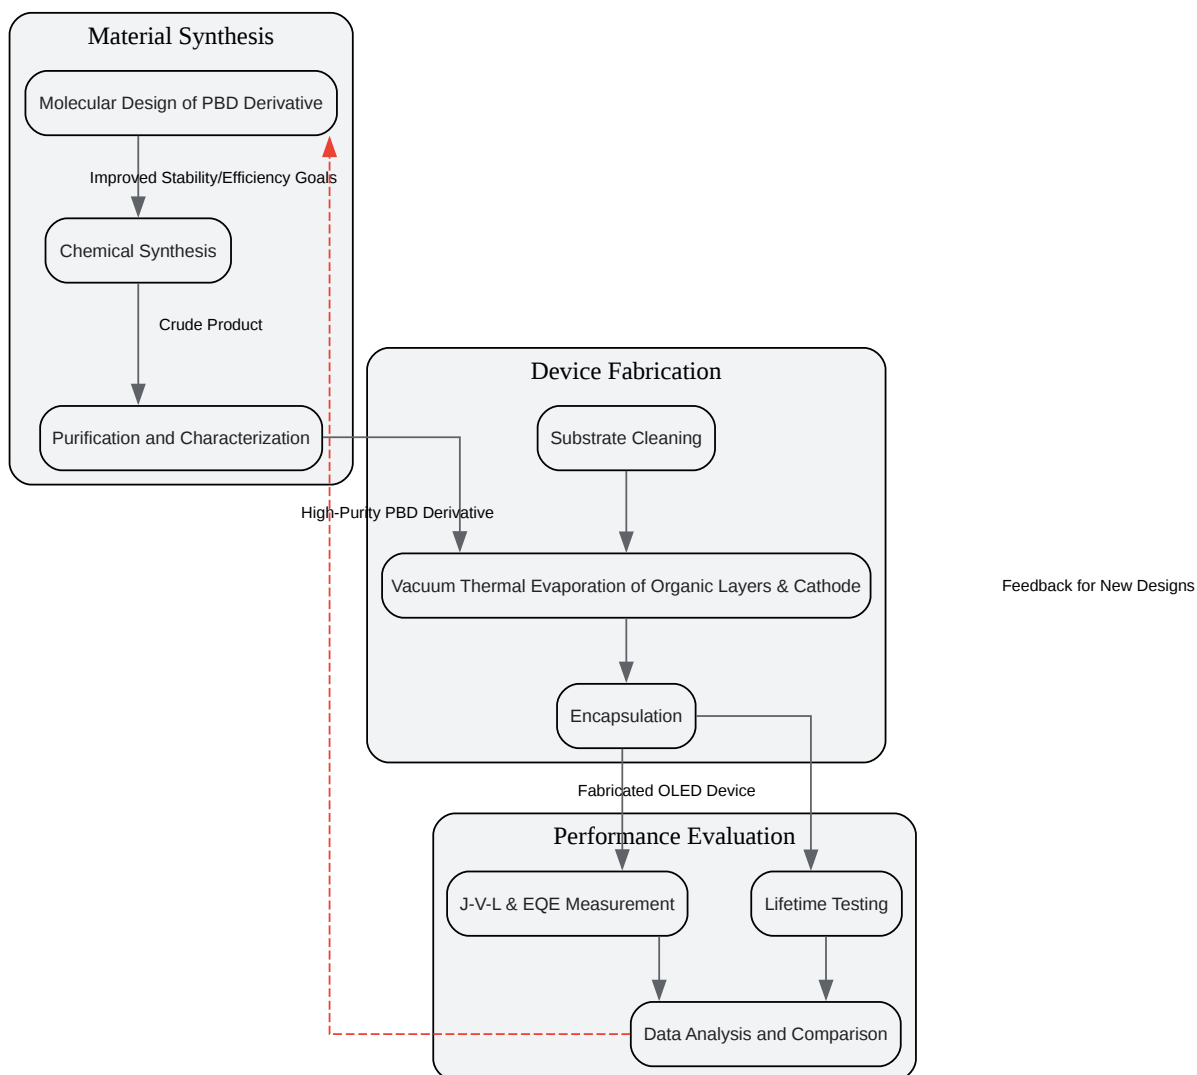 Material Synthesis
Molecular Design of PBD Derivative
Improved Stability/Efficiency Goals
Chemical Synthesis
Crude Product
Purification and Characterization
High-Purity PBD Derivative
Device Fabrication
Substrate Cleaning
Vacuum Thermal Evaporation of Organic Layers & Cathode
Feedback for New Designs
Encapsulation
Fabricated OLED Device
Performance Evaluation
J-V-L & EQE Measurement
Lifetime Testing
Data Analysis and Comparison